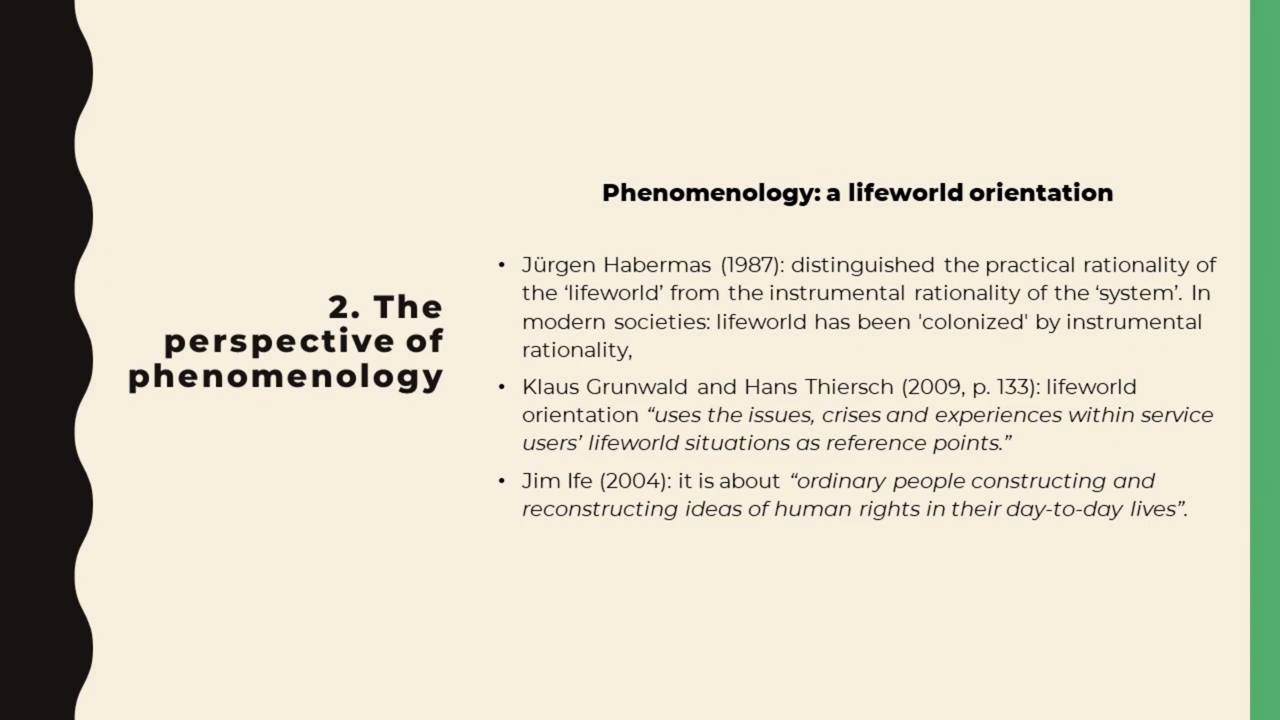 2. The
perspective of
phenomenology
Phenomenology: a lifeworld orientation
• Jürgen Habermas (1987): distinguished the practical rationality of
the ‘lifeworld’ from the instrumental rationality of the ‘system’. In
modern societies: lifeworld has been 'colonized' by instrumental
rationality,
• Klaus Grunwald and Hans Thiersch (2009, p. 133): lifeworld
orientation “uses the issues, crises and experiences within service
users’ lifeworld situations as reference points.”
• Jim Ife (2004): it is about “ordinary people constructing and
reconstructing ideas of human rights in their day-to-day lives”.